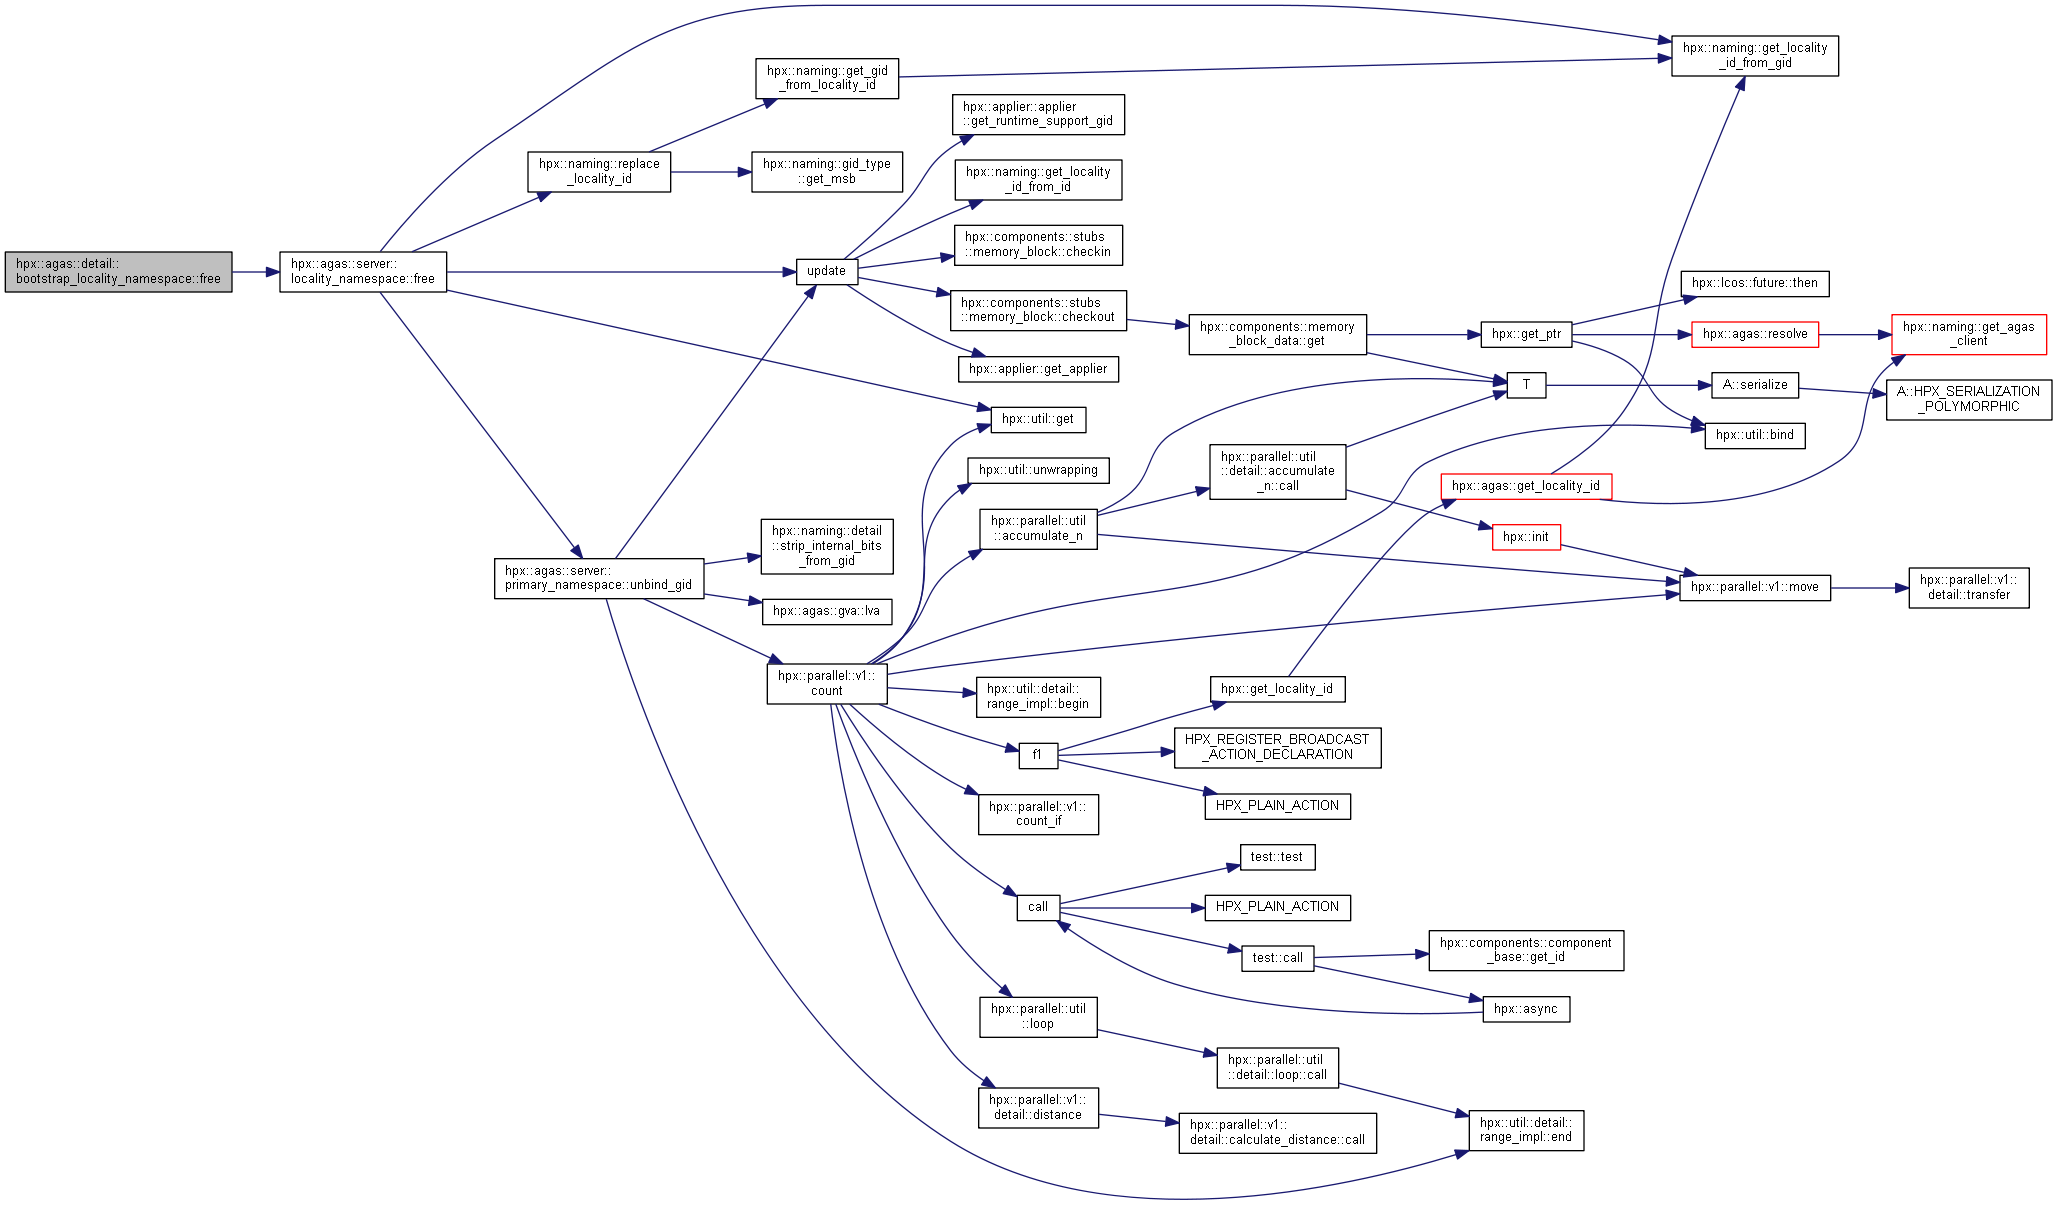 hpx::agas::detail::
bootstrap_locality_namespace::free
hpx::agas::server::
locality_namespace::free
hpx::naming::replace
_locality_id
hpx::agas::server::
primary_namespace::unbind_gid
hpx::naming::get_gid
_from_locality_id
hpx::naming::gid_type
::get_msb
update
hpx::naming::detail
::strip_internal_bits
_from_gid
hpx::agas::gva::lva
hpx::parallel::v1::
count
hpx::applier::applier
::get_runtime_support_gid
hpx::naming::get_locality
_id_from_id
hpx::components::stubs
::memory_block::checkin
hpx::components::stubs
::memory_block::checkout
hpx::applier::get_applier
hpx::util::get
hpx::util::unwrapping
hpx::parallel::util
::accumulate_n
hpx::util::detail::
range_impl::begin
f1
hpx::parallel::v1::
count_if
call
hpx::parallel::util
::loop
hpx::parallel::v1::
detail::distance
hpx::components::memory
_block_data::get
hpx::parallel::util
::detail::accumulate
_n::call
hpx::get_locality_id
HPX_REGISTER_BROADCAST
_ACTION_DECLARATION
HPX_PLAIN_ACTION
test::test
HPX_PLAIN_ACTION
test::call
hpx::parallel::util
::detail::loop::call
hpx::parallel::v1::
detail::calculate_distance::call
hpx::get_ptr
T
hpx::agas::get_locality_id
hpx::init
hpx::components::component
_base::get_id
hpx::async
hpx::util::detail::
range_impl::end
hpx::naming::get_locality
_id_from_gid
hpx::lcos::future::then
hpx::agas::resolve
A::serialize
hpx::util::bind
hpx::parallel::v1::move
hpx::naming::get_agas
_client
A::HPX_SERIALIZATION
_POLYMORPHIC
hpx::parallel::v1::
detail::transfer